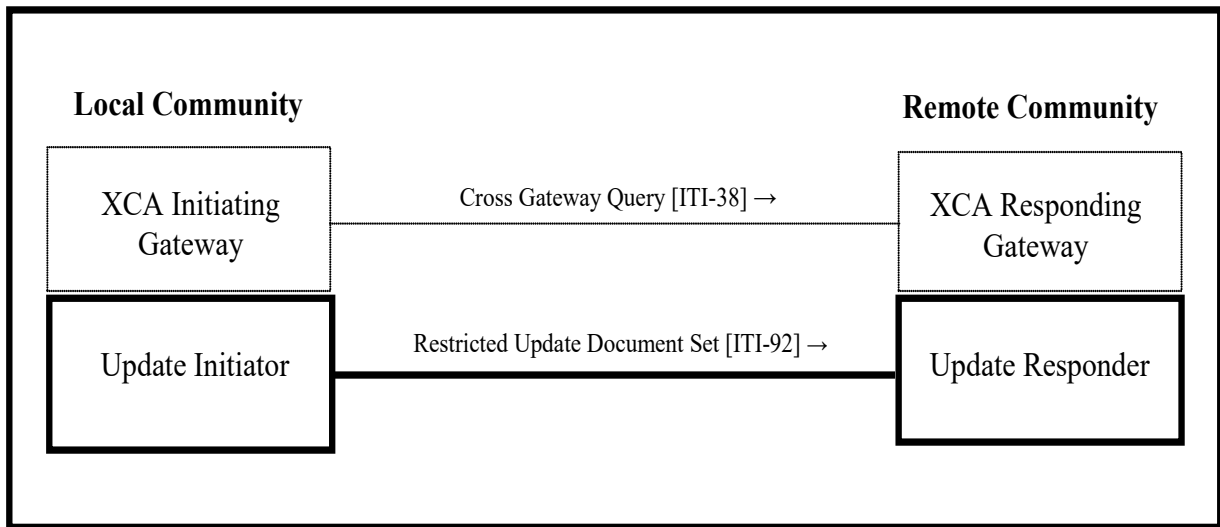 Local Community
Remote Community
XCA Initiating
Gateway
Cross Gateway Query [ITI-38] →
XCA Responding
Gateway
Update Initiator
Restricted Update Document Set [ITI-92] →
Update Responder